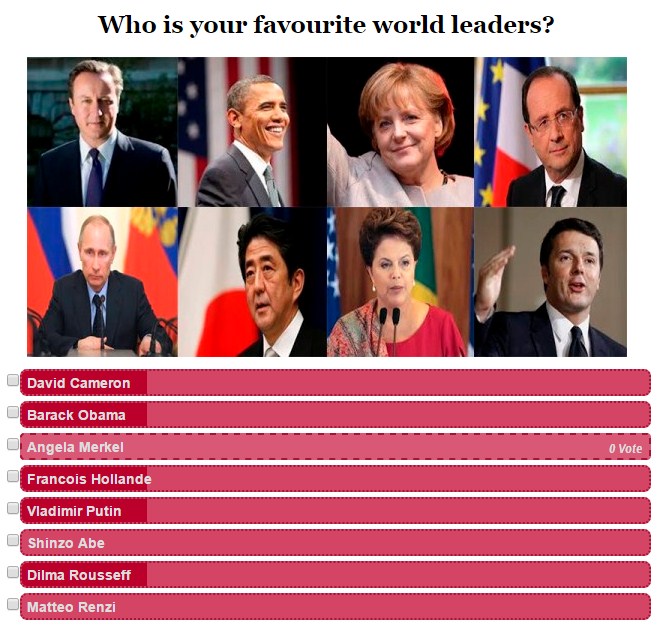 Who is your favourite world leaders?
David Cameron
Barack Obama
Angela Merkel 0 Vote
Francois Hollande
Vladimir Putin
Shinzo Abe
Dilma Rousseff
Matteo Renzi